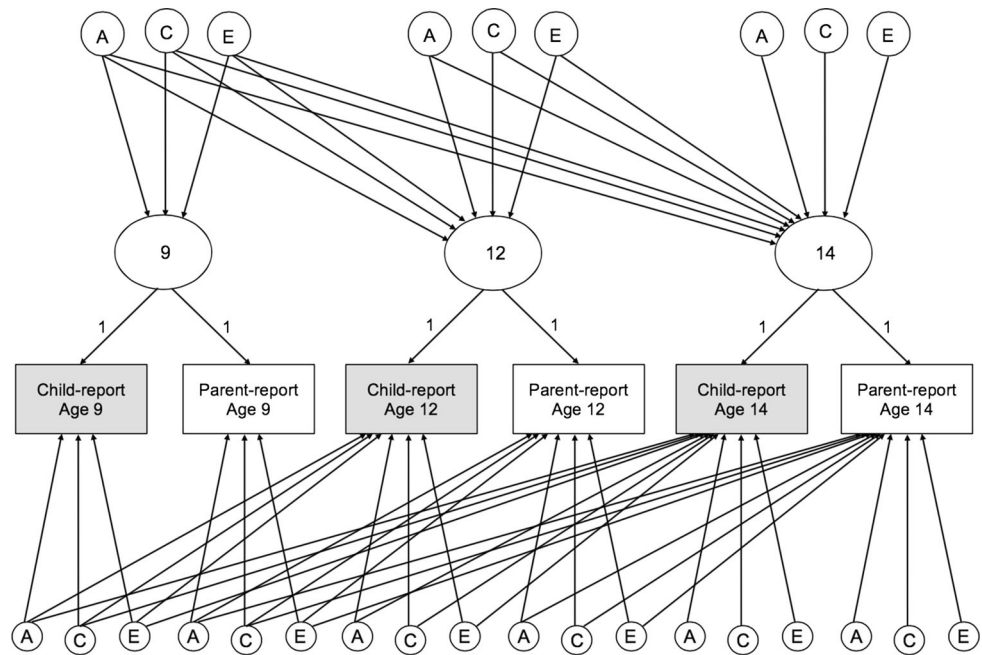 A C E A C E A C E
9 12 14
1 1 1 1 1 1
Child-report Parent-report Child-report Parent-report Child-report Parent-report
Age 9 Age 9 Age 12 Age 12 Age 14 Age 14
A C E A C E A C E A C E A C E A C E